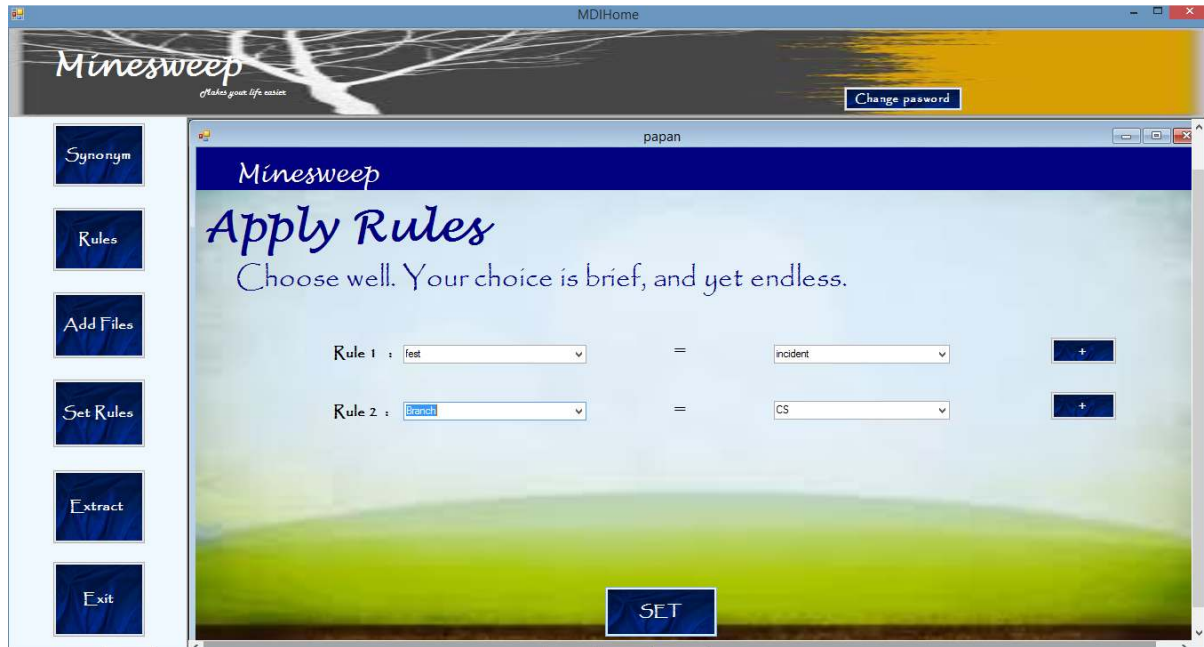 MDIHome
Minesweep
Makes your life easier
Change pasword
Synonym
Rules
Add Files
Set Rules
Extract
Exit
papan
Minesweep
Apply Rules
Choose well. Your choice is brief, and yet endless.
Rule 1 : fest = incident +
Rule 2 : Branch = CS +
SET